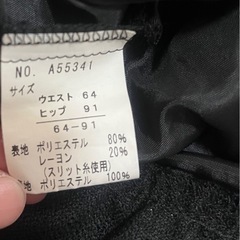 NO. A55341
サイズ
ウエスト 64
ヒップ 91
64-91
表地 ポリエステル 80%
レーヨン 20%
(スリット糸使用)
ポリエステル 100%